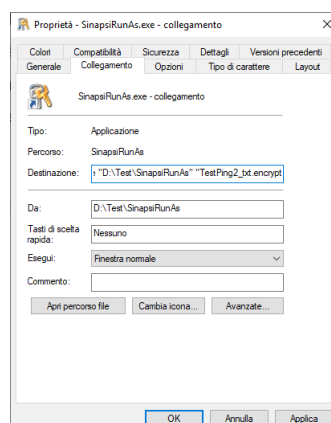 Proprietà - SinapsiRunAs.exe - collegamento
Colori Compatibilità Sicurezza Dettagli Versioni precedenti
Generale Collegamento Opzioni Tipo di carattere Layout
SinapsiRunAs.exe - collegamento
Tipo: Applicazione
Percorso: SinapsiRunAs
Destinazione: "D:\Test\SinapsiRunAs" "TestPing2_txt.encrypt
Da: D:\Test\SinapsiRunAs
Tasti di scelta rapida: Nessuno
Esegui: Finestra normale
Commento:
Apri percorso file Cambia icona... Avanzate...
OK Annulla Applica